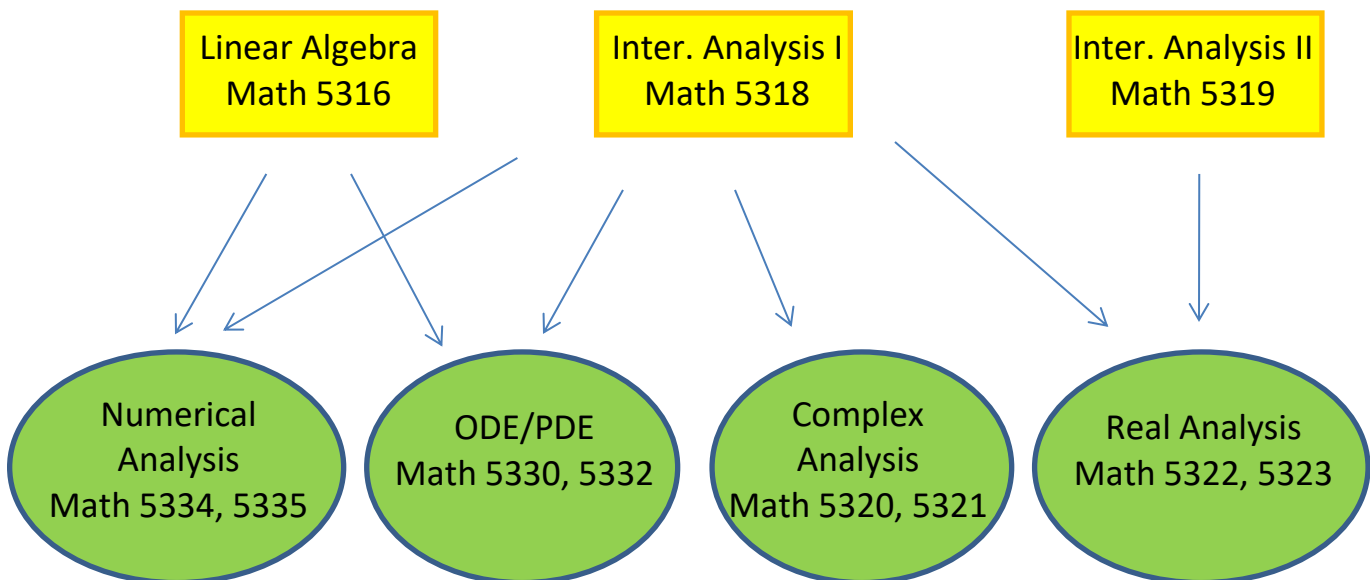 Linear Algebra
Math 5316
Inter. Analysis I
Math 5318
Inter. Analysis II
Math 5319
Numerical
Analysis
Math 5334, 5335
ODE/PDE
Math 5330, 5332
Complex
Analysis
Math 5320, 5321
Real Analysis
Math 5322, 5323